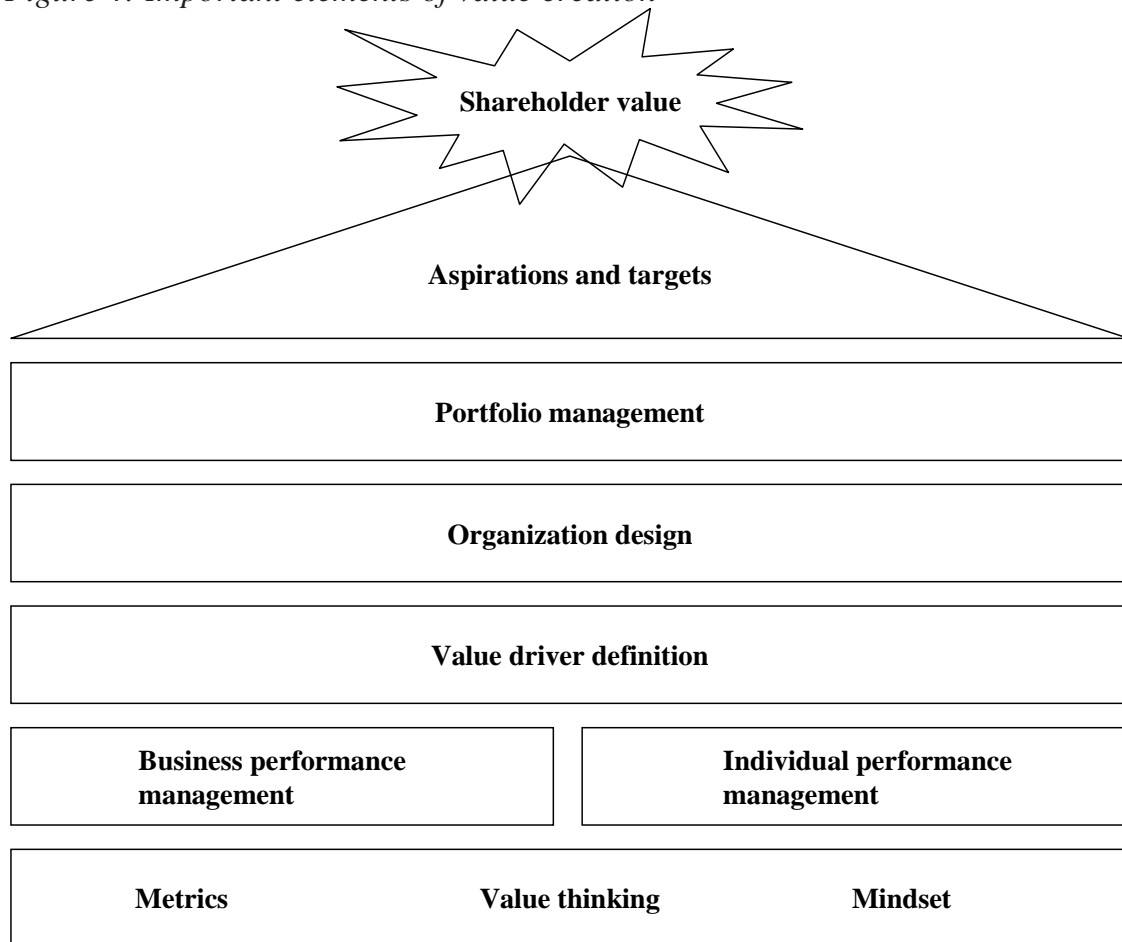 Figure Important elements of value creation
Shareholder value
Aspirations and targets
Portfolio management
Organization design
Value driver definition
Business performance
management
Individual performance
management
Metrics Value thinking Mindset